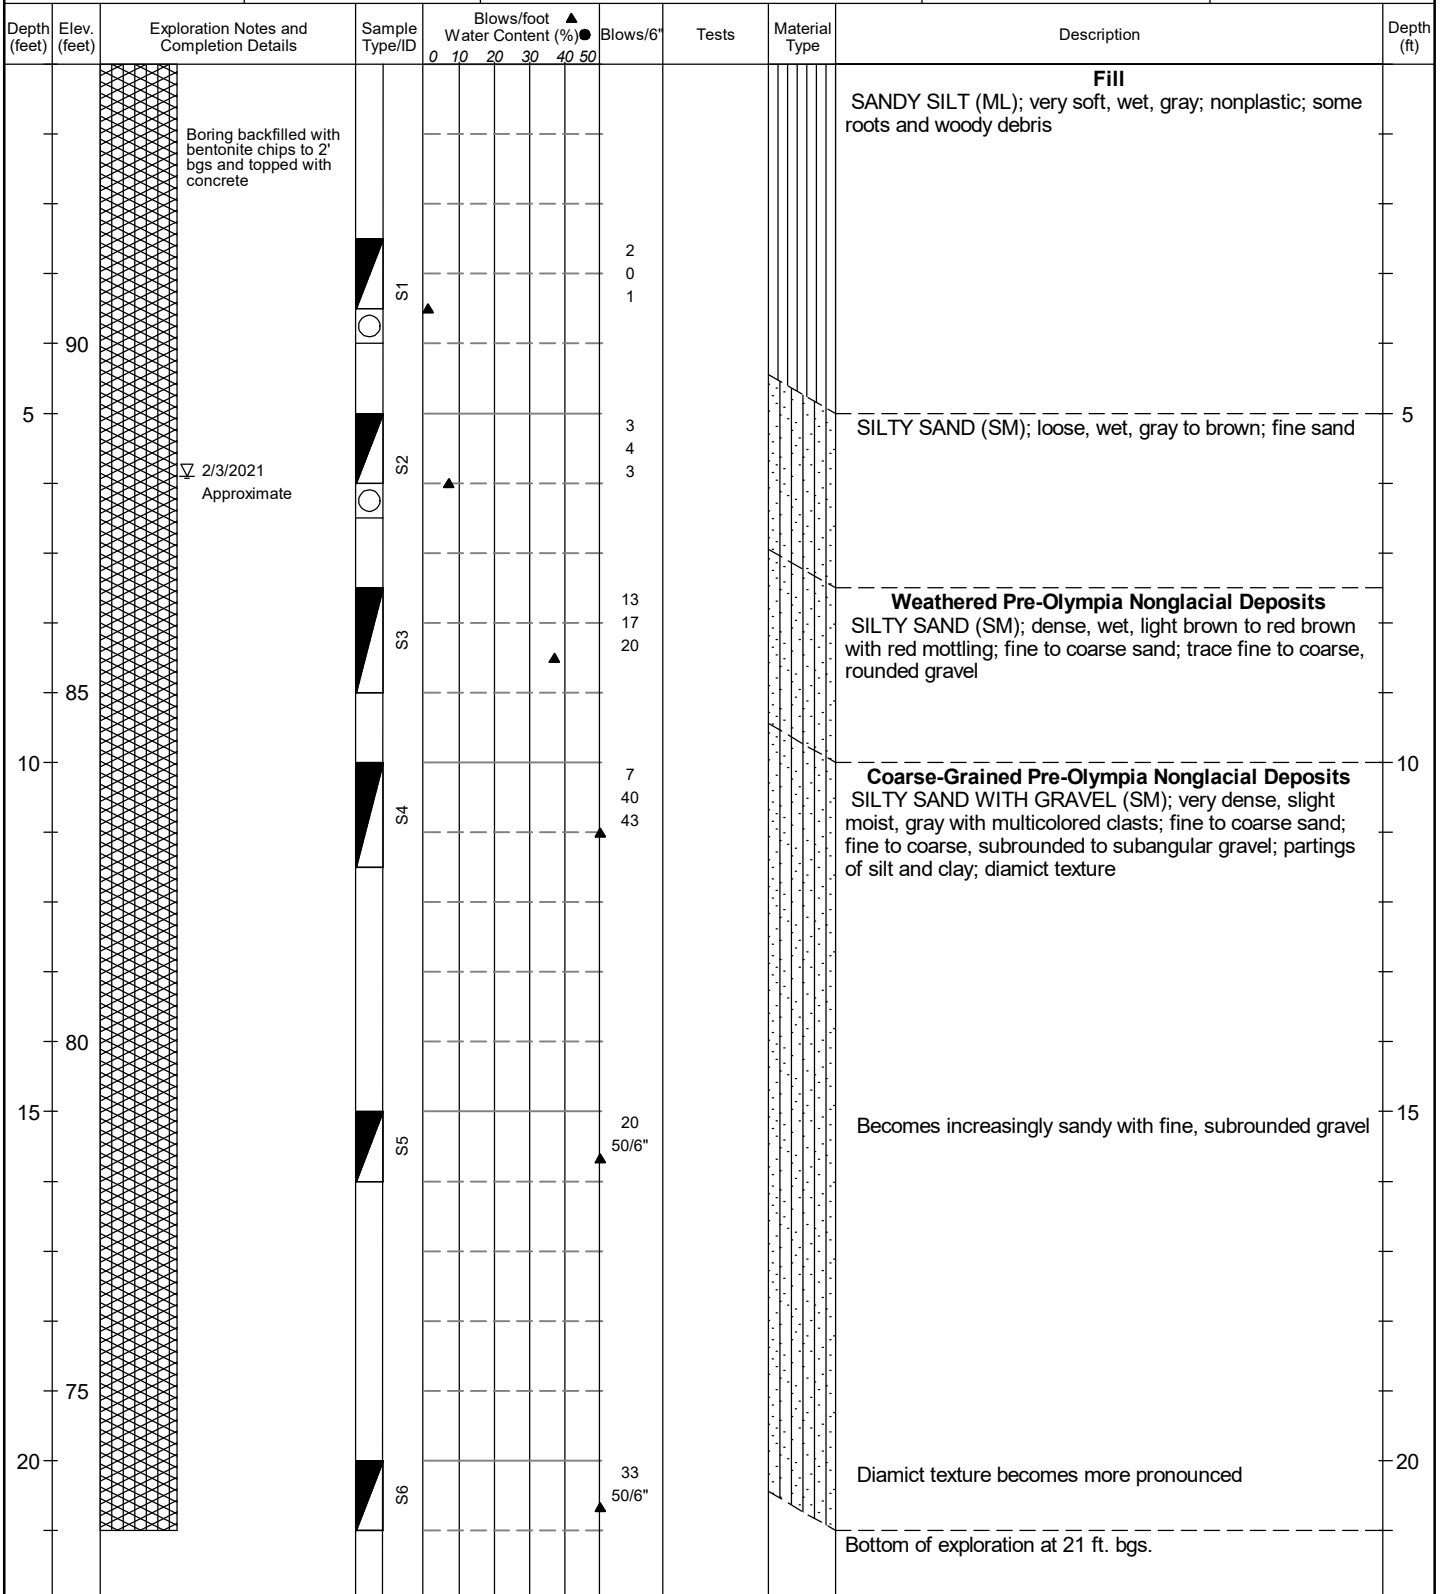 Depth
(feet)
Elev.
(feet)
Exploration Notes and
Completion Details
Sample
Type/ID
Blows/foot ▲
Water Content (%)●
0 10 20 30 40 50
Blows/6"
Tests
Material
Type
Description
Depth
(ft)
Fill
SANDY SILT (ML); very soft, wet, gray; nonplastic; some
roots and woody debris
Boring backfilled with
bentonite chips to 2'
bgs and topped with
concrete
S1
2
0
1
90
5
5
SILTY SAND (SM); loose, wet, gray to brown; fine sand
S2
3
4
3
2/3/2021
Approximate
Weathered Pre-Olympia Nonglacial Deposits
SILTY SAND (SM); dense, wet, light brown to red brown
with red mottling; fine to coarse sand; trace fine to coarse,
rounded gravel
S3
13
17
20
85
10
10
Coarse-Grained Pre-Olympia Nonglacial Deposits
SILTY SAND WITH GRAVEL (SM); very dense, slight
moist, gray with multicolored clasts; fine to coarse sand;
fine to coarse, subrounded to subangular gravel; partings
of silt and clay; diamict texture
S4
7
40
43
80
15
15
S5
20
50/6"
Becomes increasingly sandy with fine, subrounded gravel
75
20
20
S6
33
50/6"
Diamict texture becomes more pronounced
Bottom of exploration at 21 ft. bgs.